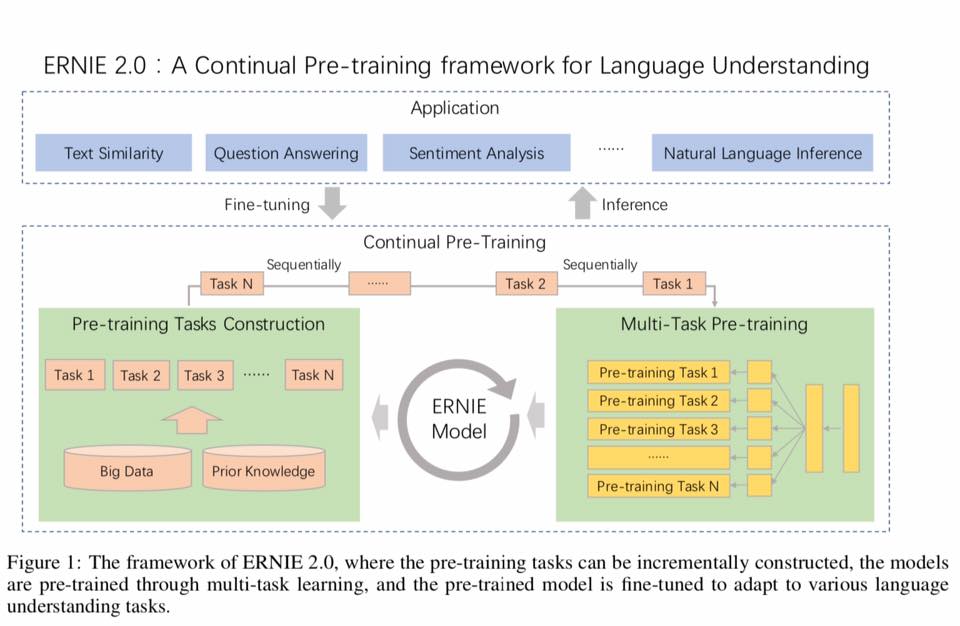 ERNIE 2.0：A Continual Pre-training framework for Language Understanding
Application
Text Similarity
Question Answering
Sentiment Analysis
······
Natural Language Inference
Fine-tuning
Inference
Continual Pre-Training
Sequentially
Sequentially
Task N
······
Task 2
Task 1
Pre-training Tasks Construction
Task 1
Task 2
Task 3
······
Task N
Big Data
Prior Knowledge
ERNIE
Model
Multi-Task Pre-training
Pre-training Task 1
Pre-training Task 2
Pre-training Task 3
······
Pre-training Task N
Figure 1: The framework of ERNIE 2.0, where the pre-training tasks can be incrementally constructed, the models
are pre-trained through multi-task learning, and the pre-trained model is fine-tuned to adapt to various language
understanding tasks.